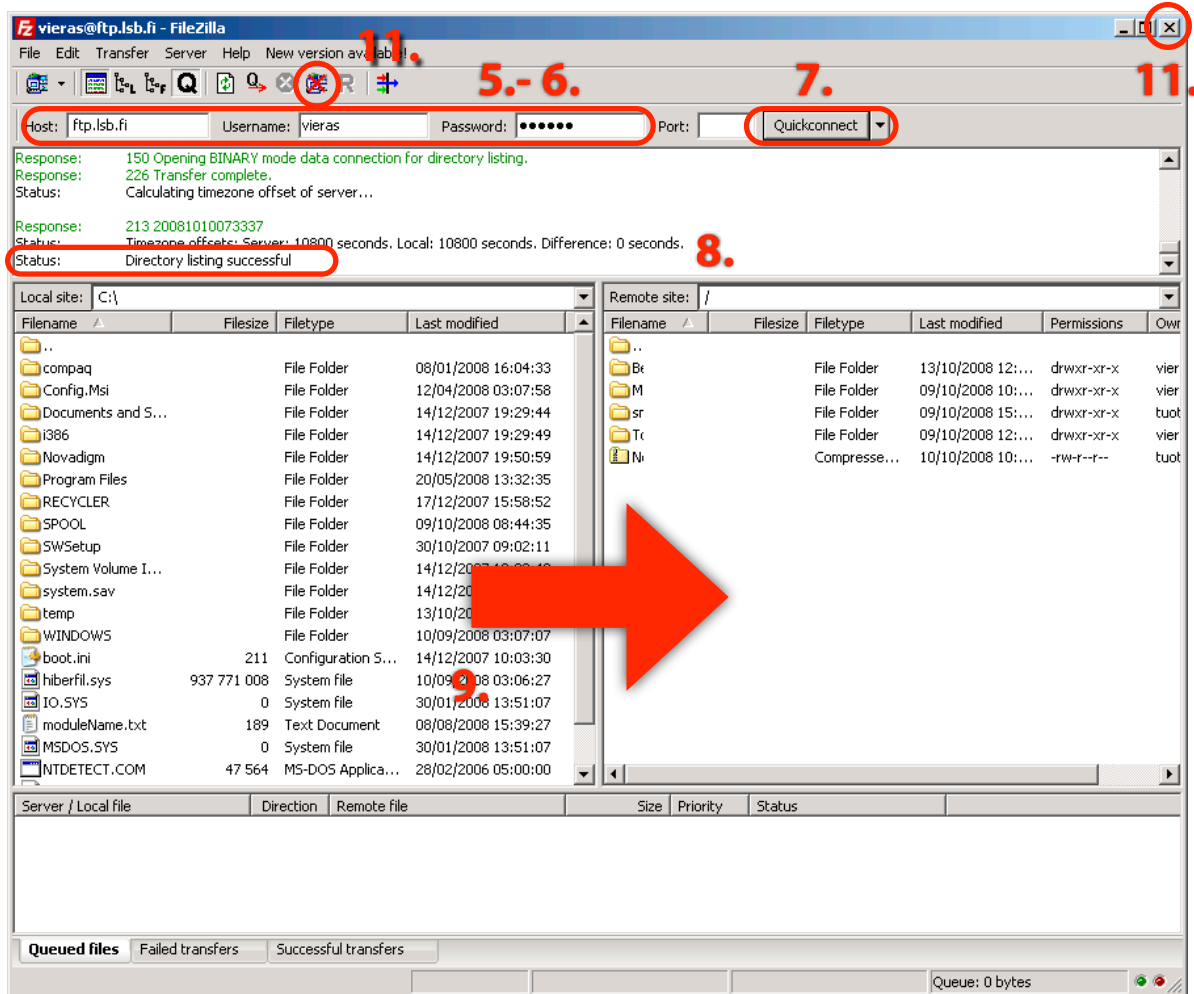 vieras@ftp.lsb.fi - FileZilla
File Edit Transfer Server Help New version available!
11.
5.- 6.
7.
11.
Host: ftp.lsb.fi Username: vieras Password: ●●●●●● Port: Quickconnect
Response: 150 Opening BINARY mode data connection for directory listing.
Response: 226 Transfer complete.
Status: Calculating timezone offset of server...
Response: 213 20081010073337
Status: Timezone offsets: Server: 10800 seconds. Local: 10800 seconds. Difference: 0 seconds.
Status: Directory listing successful
8.
Local site: C:\
Filename Filesize Filetype Last modified
..
compaq File Folder 08/01/2008 16:04:33
Config.Msi File Folder 12/04/2008 03:07:58
Documents and S... File Folder 14/12/2007 19:29:44
i386 File Folder 14/12/2007 19:29:49
Novadigm File Folder 14/12/2007 19:50:59
Program Files File Folder 20/05/2008 13:32:35
RECYCLER File Folder 17/12/2007 15:58:52
SPOOL File Folder 09/10/2008 08:44:35
SWSetup File Folder 30/10/2007 09:02:11
System Volume I... File Folder
system.sav File Folder
temp File Folder
WINDOWS File Folder 10/09/2008 03:07:07
boot.ini 211 Configuration S... 14/12/2007 10:03:30
hiberfil.sys 937 771 008 System file 10/09/2008 03:06:27
IO.SYS 0 System file 30/01/2008 13:51:07
moduleName.txt 189 Text Document 08/08/2008 15:39:27
MSDOS.SYS 0 System file 30/01/2008 13:51:07
NTDETECT.COM 47 564 MS-DOS Applica... 28/02/2006 05:00:00
9.
Remote site: /
Filename Filesize Filetype Last modified Permissions Own
..
Be File Folder 13/10/2008 12:... drwxr-xr-x vier
M File Folder 09/10/2008 10:... drwxr-xr-x vier
File Folder 09/10/2008 15:... drwxr-xr-x tuot
File Folder 09/10/2008 12:... drwxr-xr-x vier
Compresse... 10/10/2008 10:... -rw-r--r-- tuot
Server / Local file Direction Remote file Size Priority Status
Queued files Failed transfers Successful transfers
Queue: 0 bytes